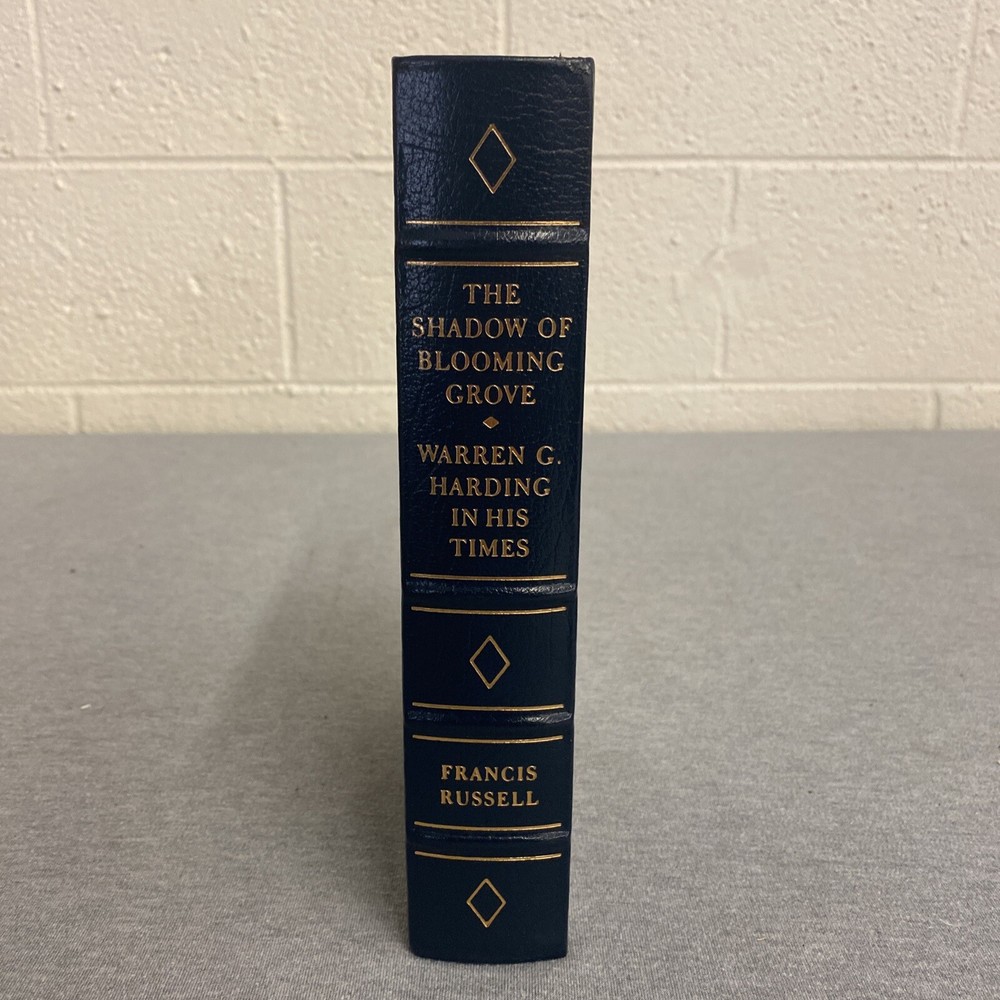 THE
SHADOW OF
BLOOMING
GROVE
WARREN G.
HARDING
IN HIS
TIMES
FRANCIS
RUSSELL